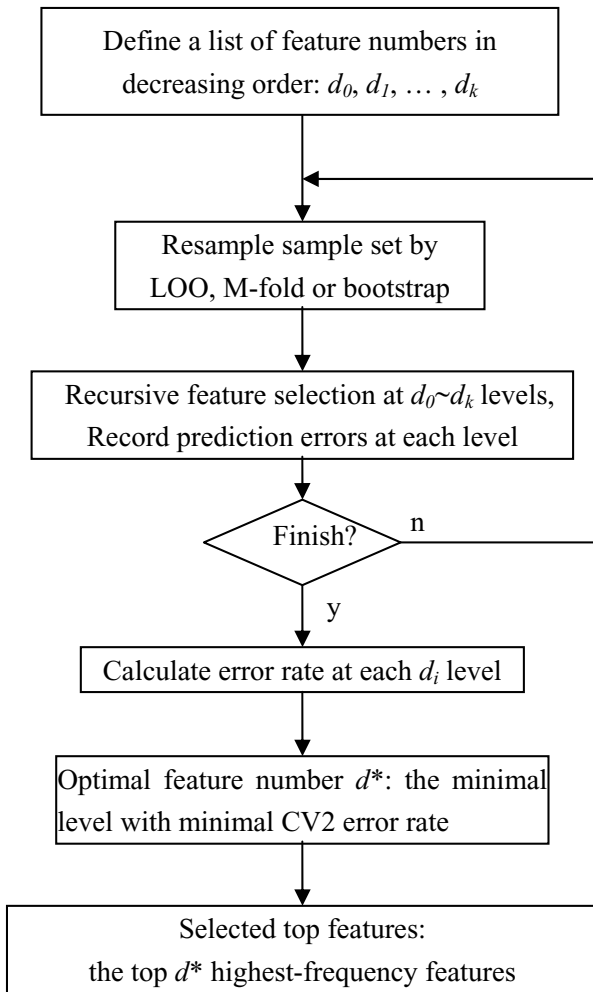 Define a list of feature numbers in
decreasing order: d0, d1, … , dk
Resample sample set by
LOO, M-fold or bootstrap
Recursive feature selection at d0~dk levels,
Record prediction errors at each level
Finish?
n
y
Calculate error rate at each di level
Optimal feature number d*: the minimal
level with minimal CV2 error rate
Selected top features:
the top d* highest-frequency features